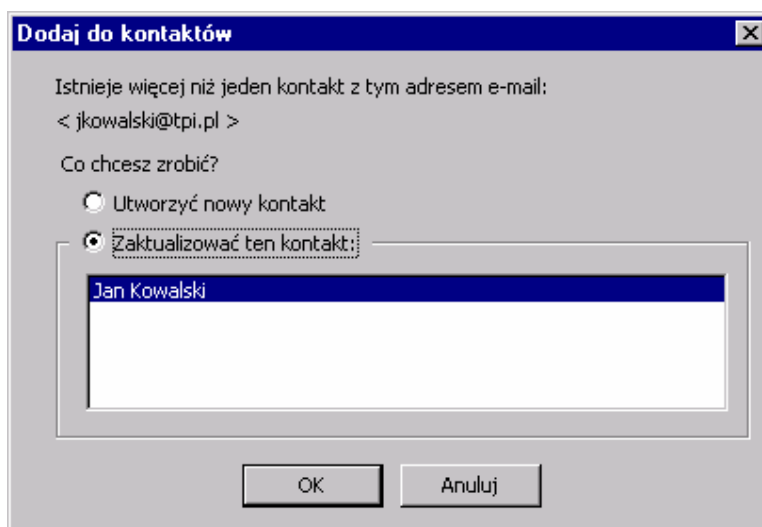 Dodaj do kontaktów
Istnieje więcej niż jeden kontakt z tym adresem e-mail:
< jkowalski@tpi.pl >
Co chcesz zrobić?
Utworzyć nowy kontakt
Zaktualizować ten kontakt:
Jan Kowalski
OK Anuluj